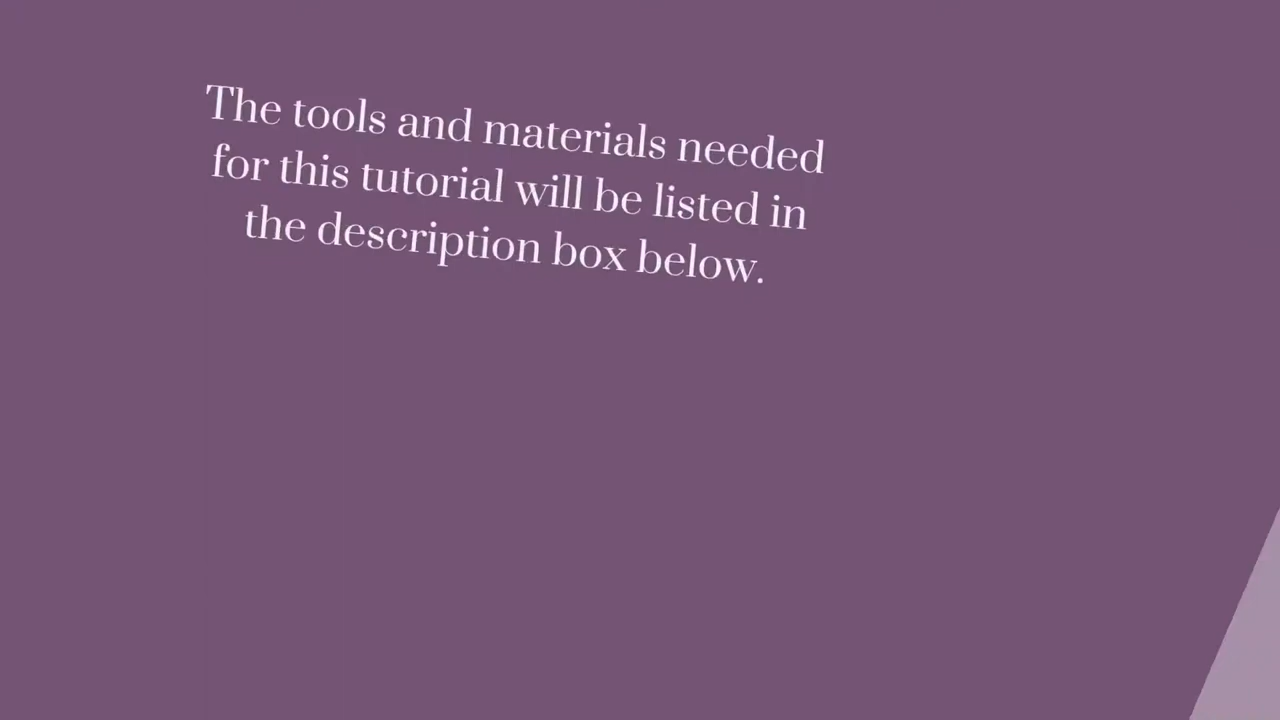 The tools and materials needed
for this tutorial will be listed in
the description box below.